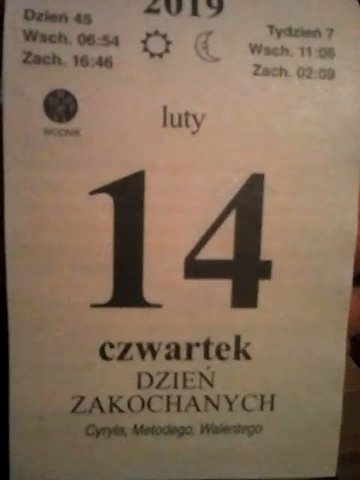 2019
Dzień 45
Wsch. 06:54
Zach. 16:46
Tydzień 7
Wsch. 11:06
Zach. 02:09
WODNIK
luty
14
czwartek
DZIEŃ
ZAKOCHANYCH
Cyryla, Metodego, Walentego